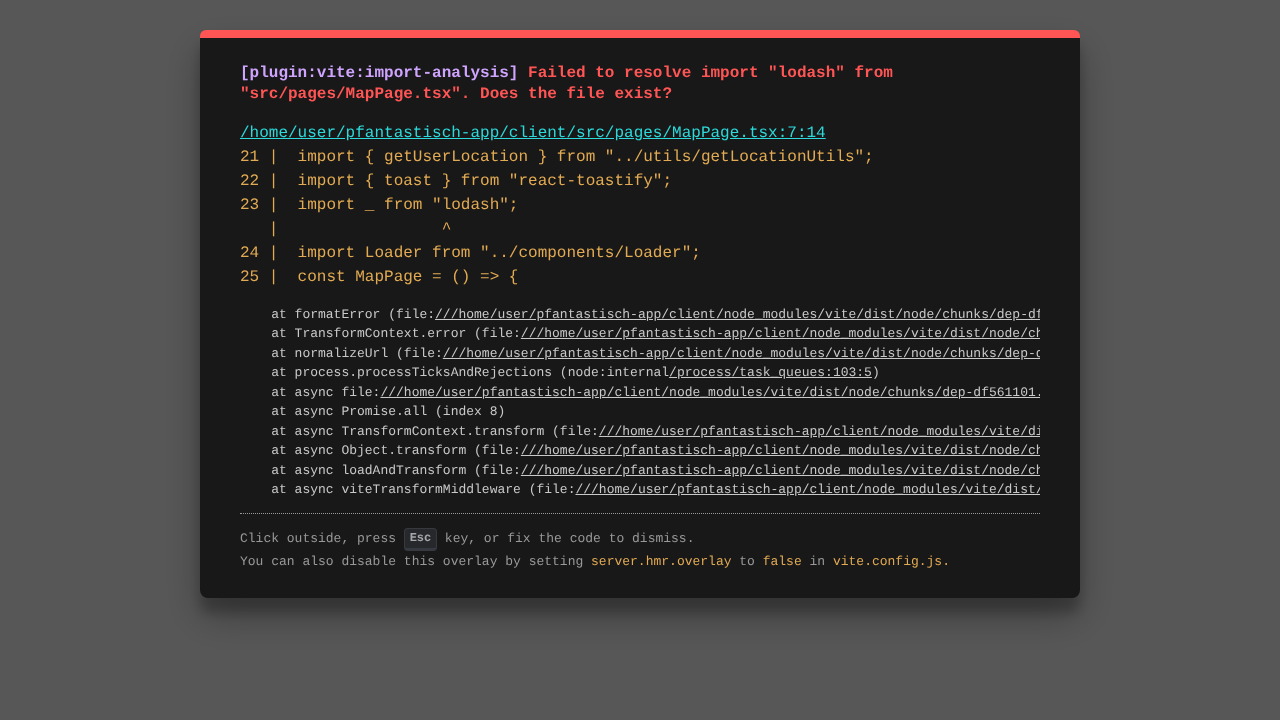 [plugin:vite:import-analysis] Failed to resolve import "lodash" from
"src/pages/MapPage.tsx". Does the file exist?
/home/user/pfantastisch-app/client/src/pages/MapPage.tsx:7:14
21 |  import { getUserLocation } from "../utils/getLocationUtils";
22 |  import { toast } from "react-toastify";
23 |  import _ from "lodash";
   |                 ^
24 |  import Loader from "../components/Loader";
25 |  const MapPage = () => {
    at formatError (file:///home/user/pfantastisch-app/client/node_modules/vite/dist/node/chunks/dep-df
    at TransformContext.error (file:///home/user/pfantastisch-app/client/node_modules/vite/dist/node/ch
    at normalizeUrl (file:///home/user/pfantastisch-app/client/node_modules/vite/dist/node/chunks/dep-
    at process.processTicksAndRejections (node:internal/process/task_queues:103:5)
    at async file:///home/user/pfantastisch-app/client/node_modules/vite/dist/node/chunks/dep-df561101.
    at async Promise.all (index 8)
    at async TransformContext.transform (file:///home/user/pfantastisch-app/client/node_modules/vite/di
    at async Object.transform (file:///home/user/pfantastisch-app/client/node_modules/vite/dist/node/ch
    at async loadAndTransform (file:///home/user/pfantastisch-app/client/node_modules/vite/dist/node/ch
    at async viteTransformMiddleware (file:///home/user/pfantastisch-app/client/node_modules/vite/dist/
Click outside, press Esc key, or fix the code to dismiss.
You can also disable this overlay by setting server.hmr.overlay to false in vite.config.js.